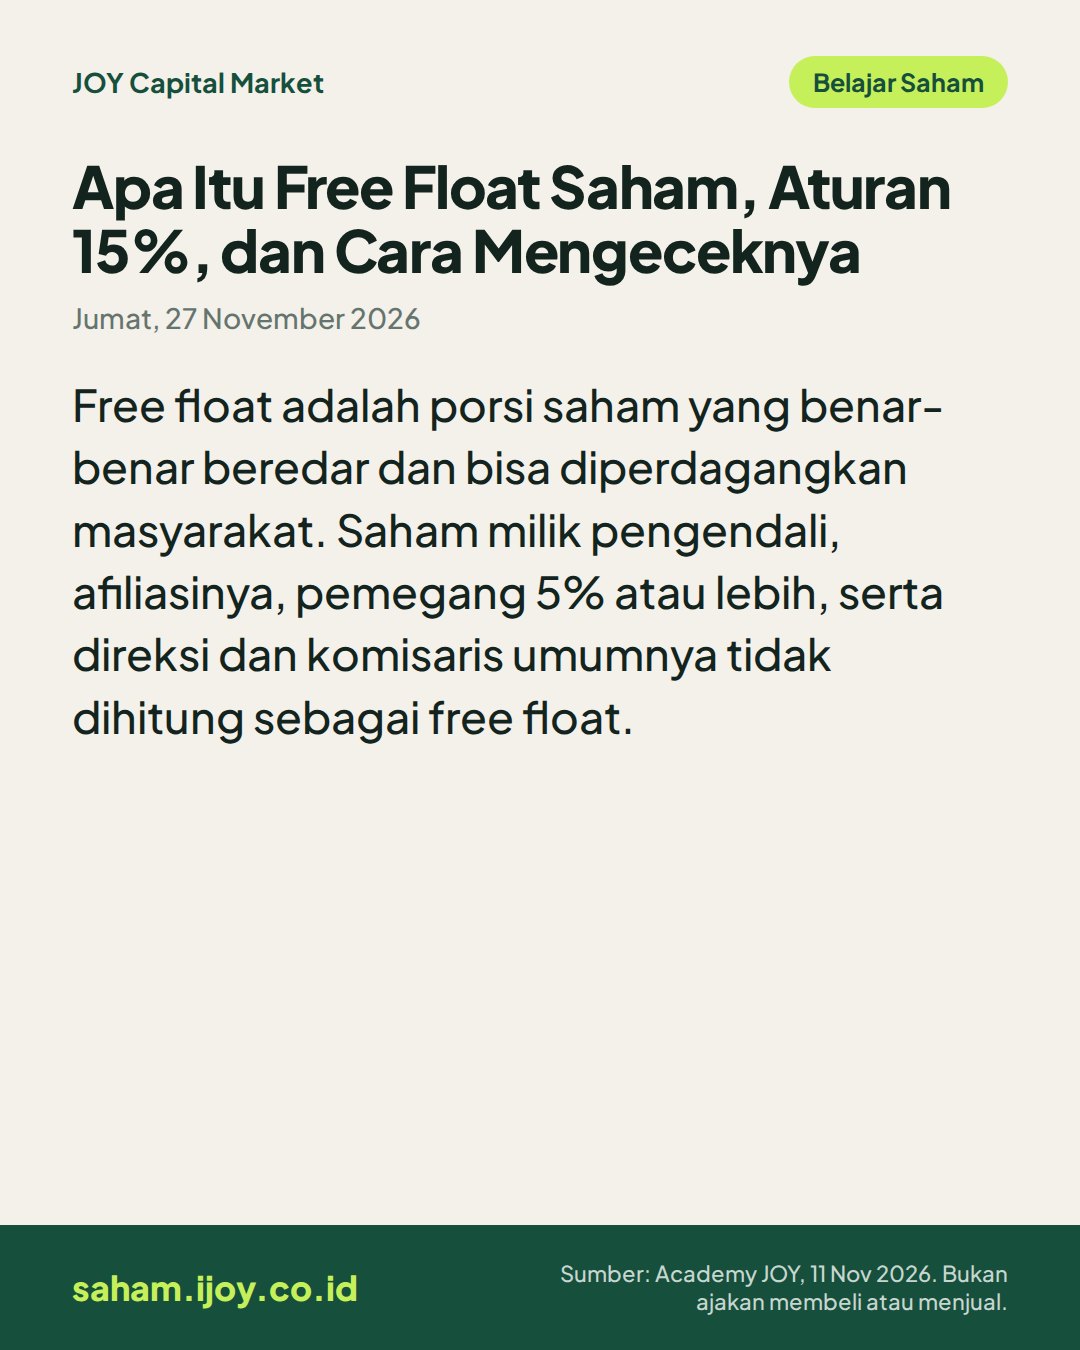 JOY Capital Market
Belajar Saham
Apa Itu Free Float Saham, Aturan
15%, dan Cara Mengeceknya
Jumat, 27 November 2026
Free float adalah porsi saham yang benar-
benar beredar dan bisa diperdagangkan
masyarakat. Saham milik pengendali,
afiliasinya, pemegang 5% atau lebih, serta
direksi dan komisaris umumnya tidak
dihitung sebagai free float.
saham.ijoy.co.id
Sumber: Academy JOY, 11 Nov 2026. Bukan
ajakan membeli atau menjual.